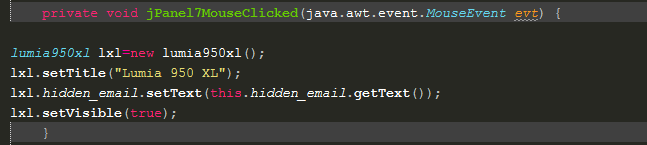 private void jPanel7MouseClicked(java.awt.event.MouseEvent evt) {
lumia950xl lxl=new lumia950xl();
lxl.setTitle("Lumia 950 XL");
lxl.hidden_email.setText(this.hidden_email.getText());
lxl.setVisible(true);
}